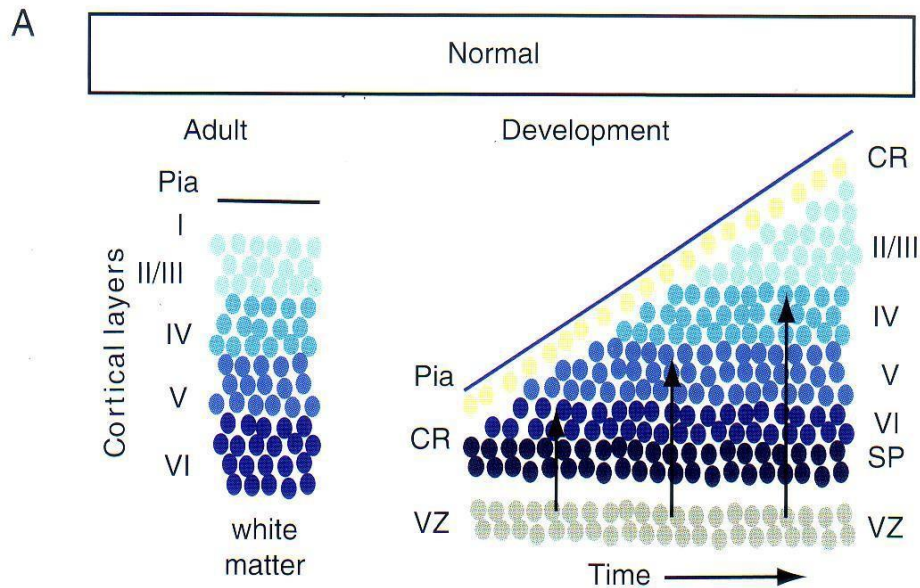 A
Normal
Adult
Development
Pia
I
II/III
IV
V
VI
Cortical layers
white
matter
CR
II/III
IV
V
VI
SP
VZ
Pia
CR
VZ
Time